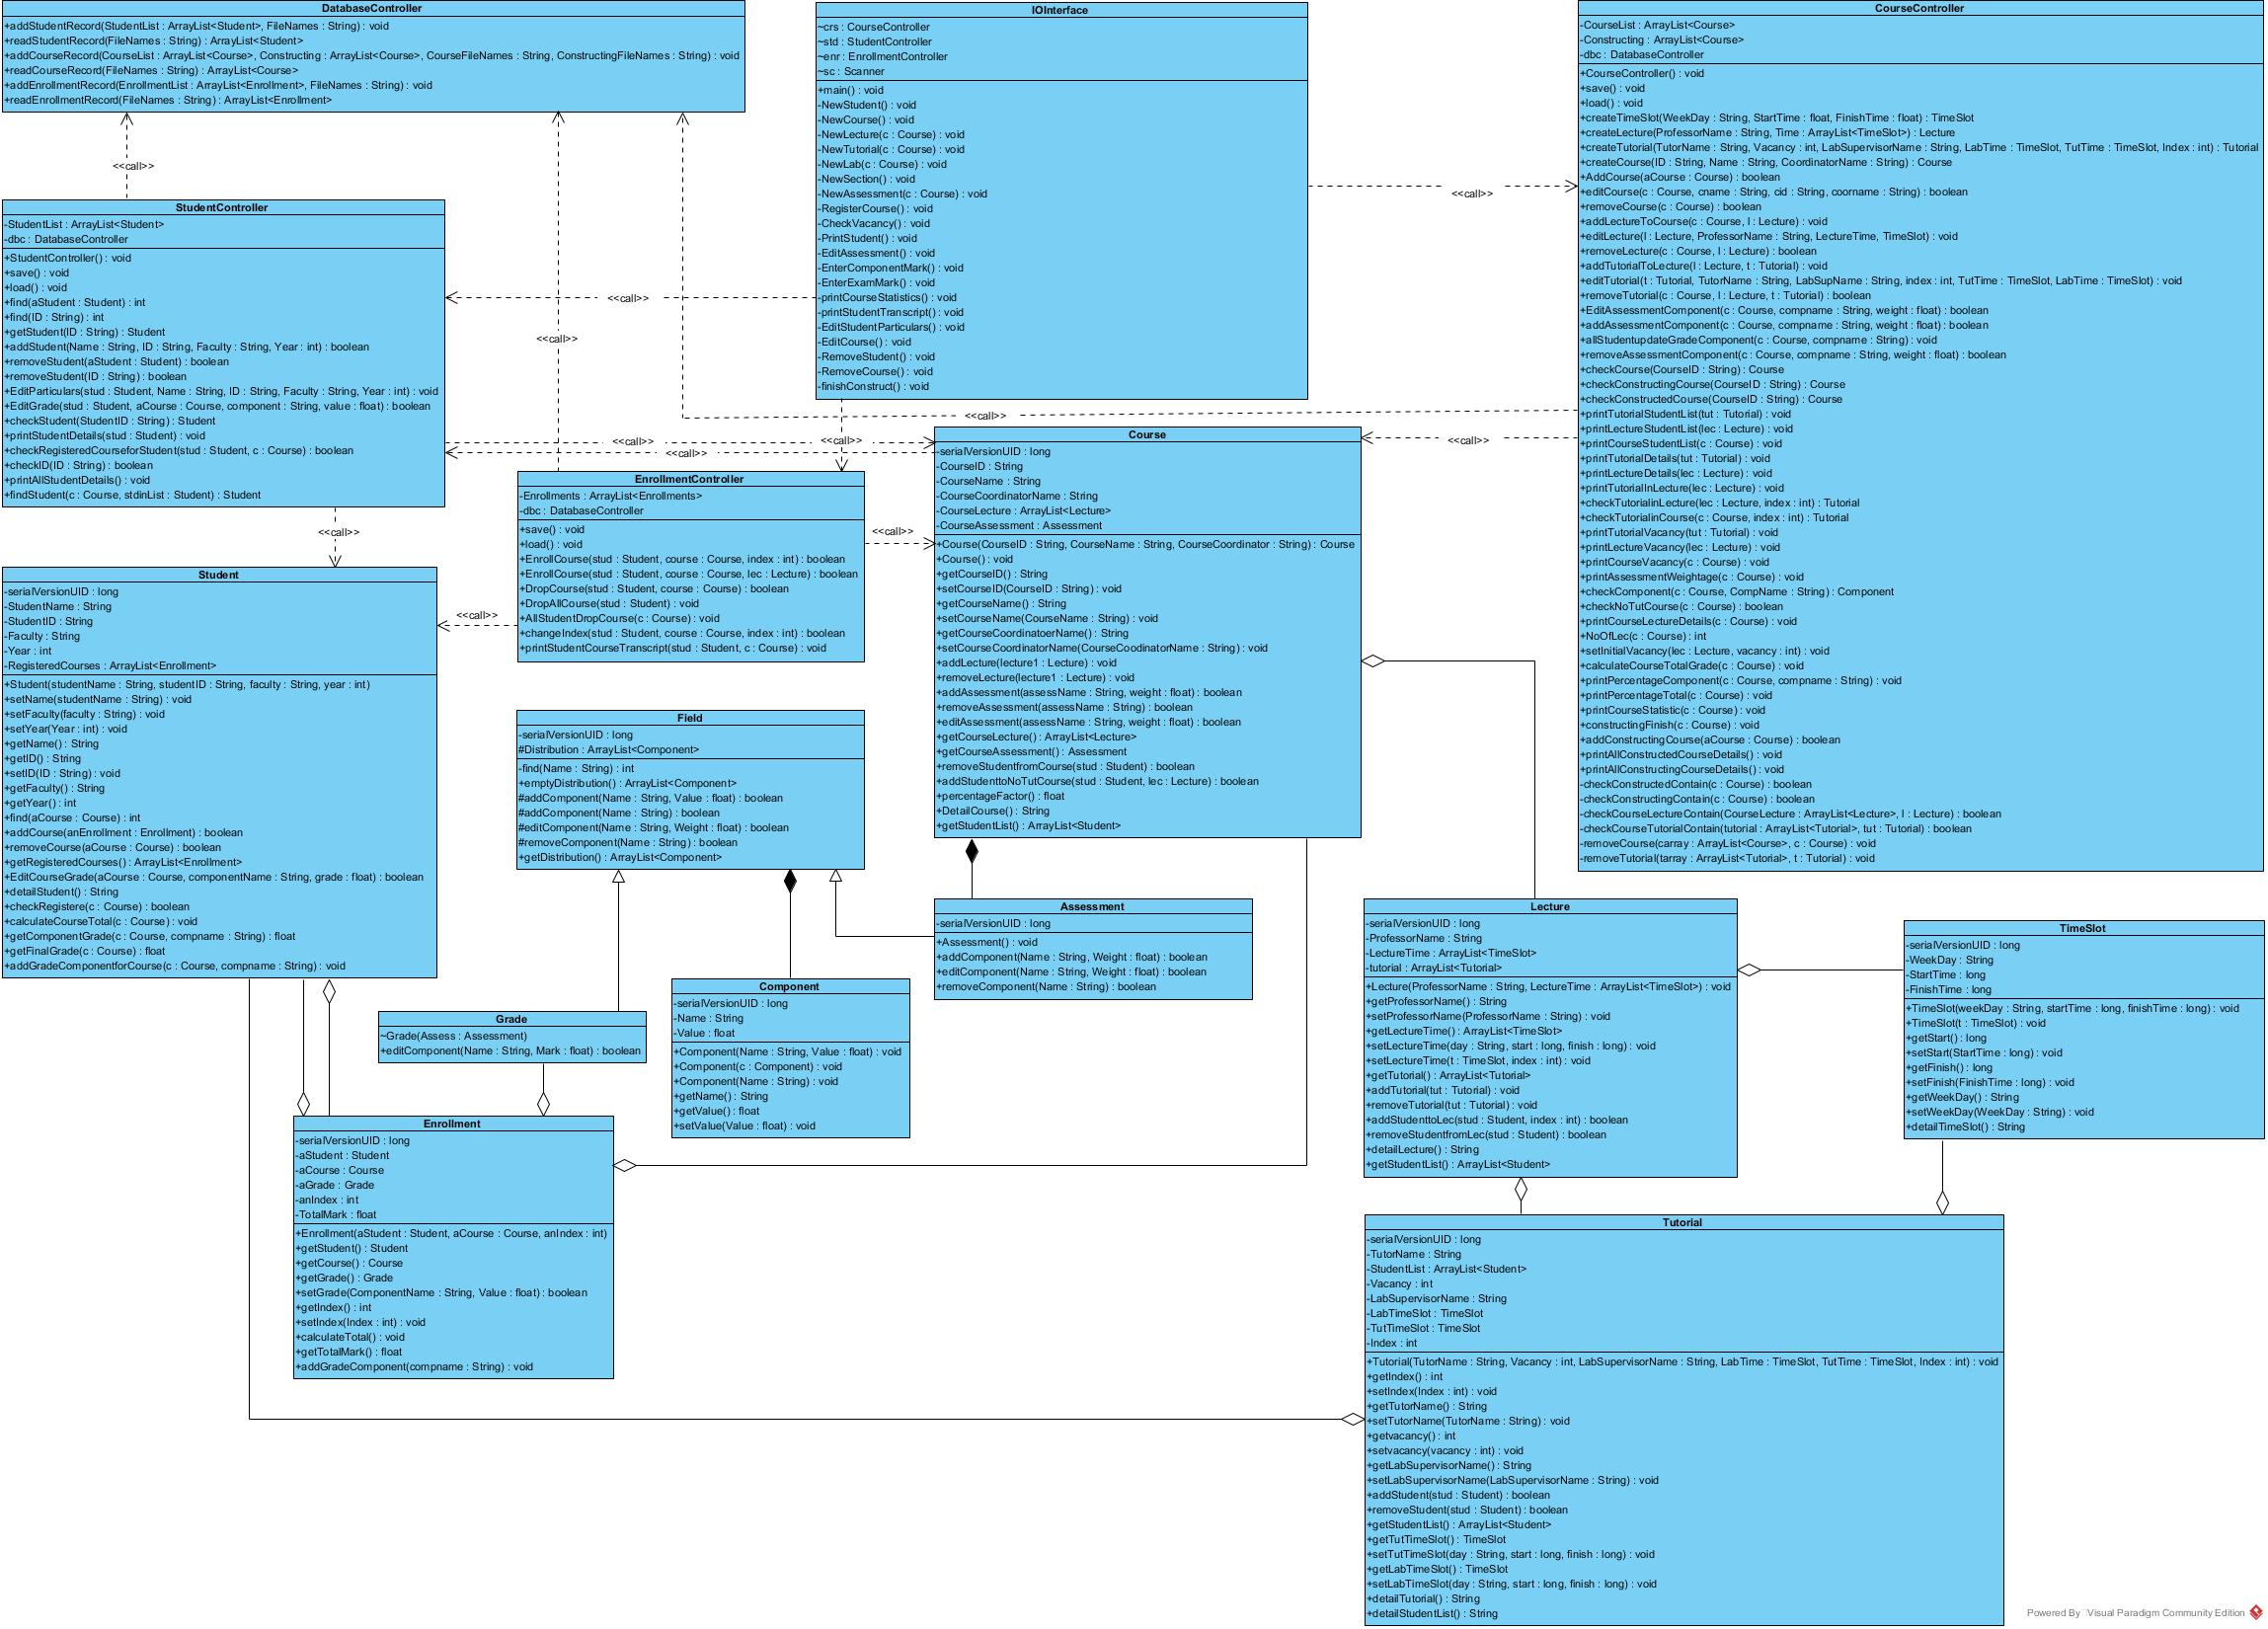 DatabaseController
+addStudentRecord(StudentList : ArrayList<Student>, FileNames : String) : void
+readStudentRecord(FileNames : String) : ArrayList<Student>
+addCourseRecord(CourseList : ArrayList<Course>, Constructing : ArrayList<Course>, CourseFileNames : String, ConstructingFileNames : String) : void
+readCourseRecord(FileNames : String) : ArrayList<Course>
+addEnrollmentRecord(EnrollmentList : ArrayList<Enrollment>, FileNames : String) : void
+readEnrollmentRecord(FileNames : String) : ArrayList<Enrollment>
IOInterface
~crs : CourseController
~std : StudentController
~enr : EnrollmentController
~sc : Scanner
+main() : void
-NewStudent() : void
-NewCourse() : void
-NewLecture(c : Course) : void
-NewTutorial(c : Course) : void
-NewLab(c : Course) : void
-NewSection() : void
-NewAssessment(c : Course) : void
-RegisterCourse() : void
-CheckVacancy() : void
-PrintStudent() : void
-EditAssessment() : void
-EnterComponentMark() : void
-EnterExamMark() : void
-printCourseStatistics() : void
-printStudentTranscript() : void
-EditStudentParticulars() : void
-EditCourse() : void
-RemoveStudent() : void
-RemoveCourse() : void
-finishConstruct() : void
CourseController
-CourseList : ArrayList<Course>
-Constructing : ArrayList<Course>
-dbc : DatabaseController
+CourseController() : void
+save() : void
+load() : void
+createTimeSlot(WeekDay : String, StartTime : float, FinishTime : float) : TimeSlot
+createLecture(ProfessorName : String, Time : ArrayList<TimeSlot>) : Lecture
+createTutorial(TutorName : String, Vacancy : int, LabSupervisorName : String, LabTime : TimeSlot, TutTime : TimeSlot, Index : int) : Tutorial
+createCourse(ID : String, Name : String, CoordinatorName : String) : Course
+AddCourse(aCourse : Course) : boolean
+editCourse(c : Course, cname : String, cid : String, coorname : String) : boolean
+removeCourse(c : Course) : boolean
+addLectureToCourse(c : Course, l : Lecture) : void
+editLecture(l : Lecture, ProfessorName : String, LectureTime, TimeSlot) : void
+removeLecture(c : Course, l : Lecture) : boolean
+addTutorialToLecture(l : Lecture, t : Tutorial) : void
+editTutorial(t : Tutorial, TutorName : String, LabSupName : String, index : int, TutTime : TimeSlot, LabTime : TimeSlot) : void
+removeTutorial(c : Course, l : Lecture, t : Tutorial) : boolean
+EditAssessmentComponent(c : Course, compname : String, weight : float) : boolean
+addAssessmentComponent(c : Course, compname : String, weight : float) : boolean
+allStudentupdateGradeComponent(c : Course, compname : String) : void
+removeAssessmentComponent(c : Course, compname : String, weight : float) : boolean
+checkCourse(CourseID : String) : Course
+checkConstructingCourse(CourseID : String) : Course
+checkConstructedCourse(CourseID : String) : Course
+printTutorialStudentList(tut : Tutorial) : void
+printLectureStudentList(lec : Lecture) : void
+printCourseStudentList(c : Course) : void
+printTutorialDetails(tut : Tutorial) : void
+printLectureDetails(lec : Lecture) : void
+printTutorialInLecture(lec : Lecture) : void
+checkTutorialinLecture(lec : Lecture, index : int) : Tutorial
+checkTutorialinCourse(c : Course, index : int) : Tutorial
+printTutorialVacancy(tut : Tutorial) : void
+printLectureVacancy(lec : Lecture) : void
+printCourseVacancy(c : Course) : void
+printAssessmentWeightage(c : Course) : void
+checkComponent(c : Course, CompName : String) : Component
+checkNoTutCourse(c : Course) : boolean
+printCourseLectureDetails(c : Course) : void
+NoOfLec(c : Course) : int
+setInitialVacancy(lec : Lecture, vacancy : int) : void
+calculateCourseTotalGrade(c : Course) : void
+printPercentageComponent(c : Course, compname : String) : void
+printPercentageTotal(c : Course) : void
+printCourseStatistic(c : Course) : void
+constructingFinish(c : Course) : void
+addConstructingCourse(aCourse : Course) : boolean
+printAllConstructedCourseDetails() : void
+printAllConstructingCourseDetails() : void
-checkConstructedContain(c : Course) : boolean
-checkConstructingContain(c : Course) : boolean
-checkCourseLectureContain(CourseLecture : ArrayList<Lecture>, l : Lecture) : boolean
-checkCourseTutorialContain(tutorial : ArrayList<Tutorial>, tut : Tutorial) : boolean
-removeCourse(carray : ArrayList<Course>, c : Course) : void
-removeTutorial(tarray : ArrayList<Tutorial>, t : Tutorial) : void
<<call>>
<<call>>
<<call>>
<<call>>
<<call>>
<<call>>
<<call>>
<<call>>
<<call>>
<<call>>
<<call>>
<<call>>
StudentController
-StudentList : ArrayList<Student>
-dbc : DatabaseController
+StudentController() : void
+save() : void
+load() : void
+find(aStudent : Student) : int
+find(ID : String) : int
+getStudent(ID : String) : Student
+addStudent(Name : String, ID : String, Faculty : String, Year : int) : boolean
+removeStudent(aStudent : Student) : boolean
+removeStudent(ID : String) : boolean
+EditParticulars(stud : Student, Name : String, ID : String, Faculty : String, Year : int) : void
+EditGrade(stud : Student, aCourse : Course, component : String, value : float) : boolean
+checkStudent(StudentID : String) : Student
+printStudentDetails(stud : Student) : void
+checkRegisteredCourseforStudent(stud : Student, c : Course) : boolean
+checkID(ID : String) : boolean
+printAllStudentDetails() : void
+findStudent(c : Course, stdinList : Student) : Student
EnrollmentController
-Enrollments : ArrayList<Enrollments>
-dbc : DatabaseController
+save() : void
+load() : void
+EnrollCourse(stud : Student, course : Course, index : int) : boolean
+EnrollCourse(stud : Student, course : Course, lec : Lecture) : boolean
+DropCourse(stud : Student, course : Course) : boolean
+DropAllCourse(stud : Student) : void
+AllStudentDropCourse(c : Course) : void
+changeIndex(stud : Student, course : Course, index : int) : boolean
+printStudentCourseTranscript(stud : Student, c : Course) : void
Course
-serialVersionUID : long
-CourseID : String
-CourseName : String
-CourseCoordinatorName : String
-CourseLecture : ArrayList<Lecture>
-CourseAssessment : Assessment
+Course(CourseID : String, CourseName : String, CourseCoordinator : String) : Course
+Course() : void
+getCourseID() : String
+setCourseID(CourseID : String) : void
+getCourseName() : String
+setCourseName(CourseName : String) : void
+getCourseCoordinatoerName() : String
+setCourseCoordinatorName(CourseCoodinatorName : String) : void
+addLecture(lecture1 : Lecture) : void
+removeLecture(lecture1 : Lecture) : void
+addAssessment(assessName : String, weight : float) : boolean
+removeAssessment(assessName : String) : boolean
+editAssessment(assessName : String, weight : float) : boolean
+getCourseLecture() : ArrayList<Lecture>
+getCourseAssessment() : Assessment
+removeStudentfromCourse(stud : Student) : boolean
+addStudenttoNoTutCourse(stud : Student, lec : Lecture) : boolean
+percentageFactor() : float
+DetailCourse() : String
+getStudentList() : ArrayList<Student>
Student
-serialVersionUID : long
-StudentName : String
-StudentID : String
-Faculty : String
-Year : int
-RegisteredCourses : ArrayList<Enrollment>
+Student(studentName : String, studentID : String, faculty : String, year : int)
+setName(studentName : String) : void
+setFaculty(faculty : String) : void
+setYear(Year : int) : void
+getName() : String
+getID() : String
+setID(ID : String) : void
+getFaculty() : String
+getYear() : int
+find(aCourse : Course) : int
+addCourse(anEnrollment : Enrollment) : boolean
+removeCourse(aCourse : Course) : boolean
+getRegisteredCourses() : ArrayList<Enrollment>
+EditCourseGrade(aCourse : Course, componentName : String, grade : float) : boolean
+detailStudent() : String
+checkRegistere(c : Course) : boolean
+calculateCourseTotal(c : Course) : void
+getComponentGrade(c : Course, compname : String) : float
+getFinalGrade(c : Course) : float
+addGradeComponentforCourse(c : Course, compname : String) : void
Field
-serialVersionUID : long
#Distribution : ArrayList<Component>
-find(Name : String) : int
+emptyDistribution() : ArrayList<Component>
#addComponent(Name : String, Value : float) : boolean
#addComponent(Name : String) : boolean
#editComponent(Name : String, Weight : float) : boolean
#removeComponent(Name : String) : boolean
+getDistribution() : ArrayList<Component>
Assessment
-serialVersionUID : long
+Assessment() : void
+addComponent(Name : String, Weight : float) : boolean
+editComponent(Name : String, Weight : float) : boolean
+removeComponent(Name : String) : boolean
Component
-serialVersionUID : long
-Name : String
-Value : float
+Component(Name : String, Value : float) : void
+Component(c : Component) : void
+Component(Name : String) : void
+getName() : String
+getValue() : float
+setValue(Value : float) : void
Grade
~Grade(Assess : Assessment)
+editComponent(Name : String, Mark : float) : boolean
Enrollment
-serialVersionUID : long
-aStudent : Student
-aCourse : Course
-aGrade : Grade
-anIndex : int
-TotalMark : float
+Enrollment(aStudent : Student, aCourse : Course, anIndex : int)
+getStudent() : Student
+getCourse() : Course
+getGrade() : Grade
+setGrade(ComponentName : String, Value : float) : boolean
+getIndex() : int
+setIndex(Index : int) : void
+calculateTotal() : void
+getTotalMark() : float
+addGradeComponent(compname : String) : void
Lecture
-serialVersionUID : long
-ProfessorName : String
-LectureTime : ArrayList<TimeSlot>
-tutorial : ArrayList<Tutorial>
+Lecture(ProfessorName : String, LectureTime : ArrayList<TimeSlot>) : void
+getProfessorName() : String
+setProfessorName(ProfessorName : String) : void
+getLectureTime() : ArrayList<TimeSlot>
+setLectureTime(day : String, start : long, finish : long) : void
+setLectureTime(t : TimeSlot, index : int) : void
+getTutorial() : ArrayList<Tutorial>
+addTutorial(tut : Tutorial) : void
+removeTutorial(tut : Tutorial) : void
+addStudenttoLec(stud : Student, index : int) : boolean
+removeStudentfromLec(stud : Student) : boolean
+detailLecture() : String
+getStudentList() : ArrayList<Student>
TimeSlot
-serialVersionUID : long
-WeekDay : String
-StartTime : long
-FinishTime : long
+TimeSlot(weekDay : String, startTime : long, finishTime : long) : void
+TimeSlot(t : TimeSlot) : void
+getStart() : long
+setStart(StartTime : long) : void
+getFinish() : long
+setFinish(FinishTime : long) : void
+getWeekDay() : String
+setWeekDay(WeekDay : String) : void
+detailTimeSlot() : String
Tutorial
-serialVersionUID : long
-TutorName : String
-StudentList : ArrayList<Student>
-Vacancy : int
-LabSupervisorName : String
-LabTimeSlot : TimeSlot
-TutTimeSlot : TimeSlot
-Index : int
+Tutorial(TutorName : String, Vacancy : int, LabSupervisorName : String, LabTime : TimeSlot, TutTime : TimeSlot, Index : int) : void
+getIndex() : int
+setIndex(Index : int) : void
+getTutorName() : String
+setTutorName(TutorName : String) : void
+getvacancy() : int
+setvacancy(vacancy : int) : void
+getLabSupervisorName() : String
+setLabSupervisorName(LabSupervisorName : String) : void
+addStudent(stud : Student) : boolean
+removeStudent(stud : Student) : boolean
+getStudentList() : ArrayList<Student>
+getTutTimeSlot() : TimeSlot
+setTutTimeSlot(day : String, start : long, finish : long) : void
+getLabTimeSlot() : TimeSlot
+setLabTimeSlot(day : String, start : long, finish : long) : void
+detailTutorial() : String
+detailStudentList() : String
Powered By Visual Paradigm Community Edition